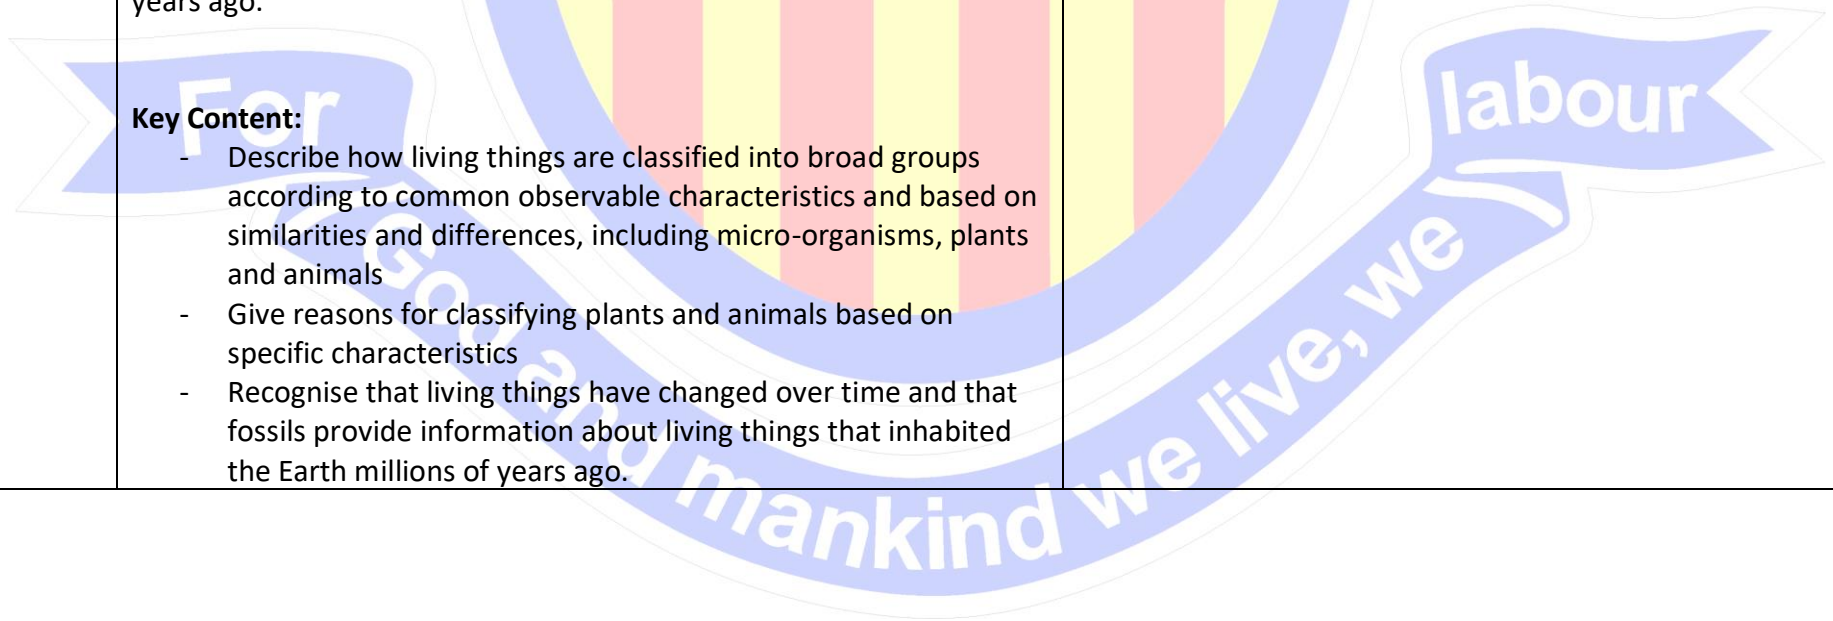 years ago.
Key Content:
- Describe how living things are classified into broad groups
according to common observable characteristics and based on
similarities and differences, including micro-organisms, plants
and animals
- Give reasons for classifying plants and animals based on
specific characteristics
- Recognise that living things have changed over time and that
fossils provide information about living things that inhabited
the Earth millions of years ago.
For God and mankind we live, we labour